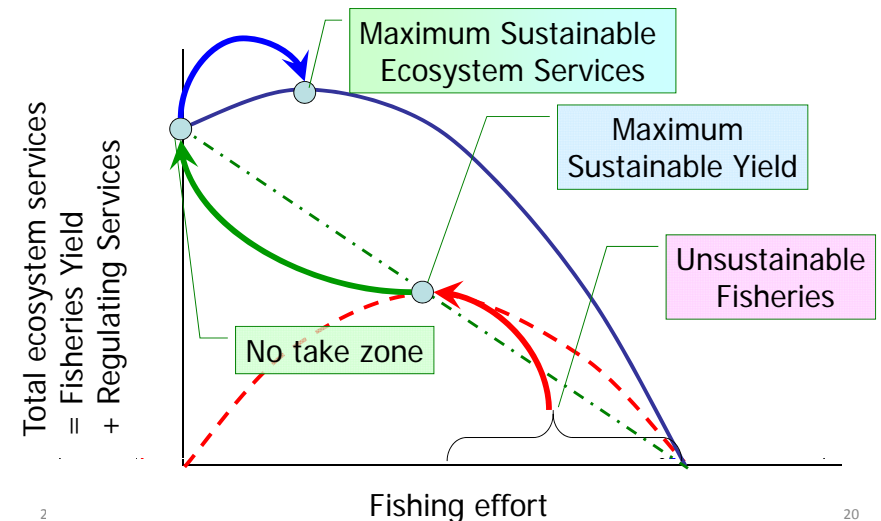 Maximum Sustainable
Ecosystem Services
Maximum
Sustainable Yield
Unsustainable
Fisheries
No take zone
Total ecosystem services
= Fisheries Yield
+ Regulating Services
Fishing effort
20